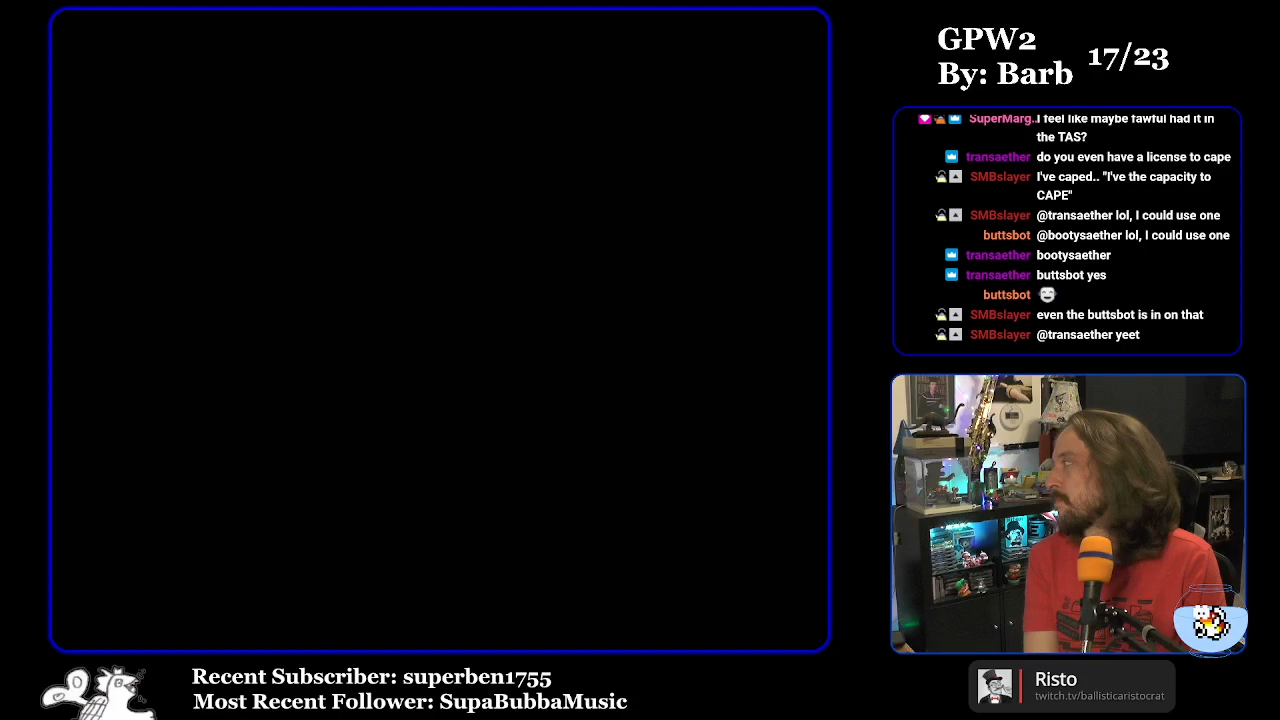 GPW2
By: Barb
17/23
SuperMarg..I feel like maybe fawful had it in
the TAS?
transaether do you even have a license to cape
SMBslayer I've caped.. "I've the capacity to
CAPE"
SMBslayer @transaether lol, I could use one
buttsbot @bootysaether lol, I could use one
transaether bootysaether
transaether buttsbot yes
buttsbot
SMBslayer even the buttsbot is in on that
SMBslayer @transaether yeet
Recent Subscriber: superben1755
Most Recent Follower: SupaBubbaMusic
Risto
twitch.tv/ballisticaristocrat